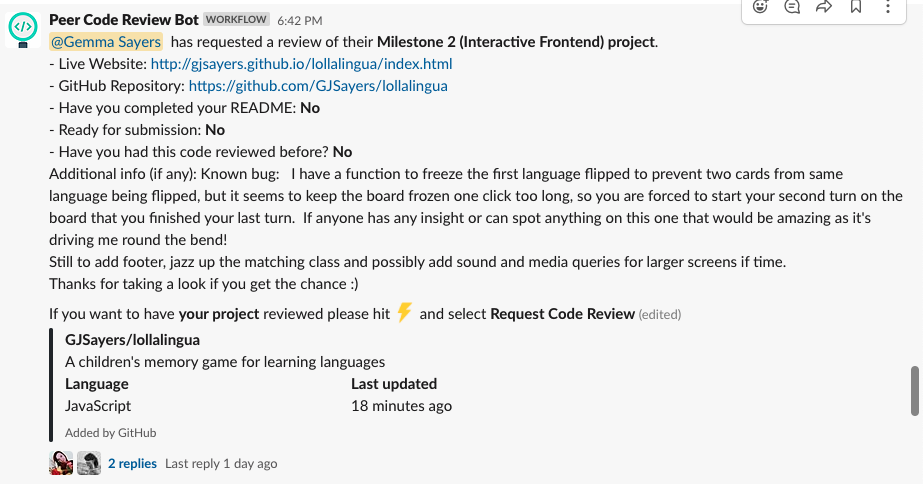 Peer Code Review Bot WORKFLOW 6:42 PM
@Gemma Sayers has requested a review of their Milestone 2 (Interactive Frontend) project.
- Live Website: http://gjsayers.github.io/lollalingua/index.html
- GitHub Repository: https://github.com/GJSayers/lollalingua
- Have you completed your README: No
- Ready for submission: No
- Have you had this code reviewed before? No
Additional info (if any): Known bug:   I have a function to freeze the first language flipped to prevent two cards from same
language being flipped, but it seems to keep the board frozen one click too long, so you are forced to start your second turn on the
board that you finished your last turn.  If anyone has any insight or can spot anything on this one that would be amazing as it's
driving me round the bend!
Still to add footer, jazz up the matching class and possibly add sound and media queries for larger screens if time.
Thanks for taking a look if you get the chance :)
If you want to have your project reviewed please hit ⚡ and select Request Code Review (edited)
GJSayers/lollalingua
A children's memory game for learning languages
Language Last updated
JavaScript 18 minutes ago
Added by GitHub
2 replies Last reply 1 day ago